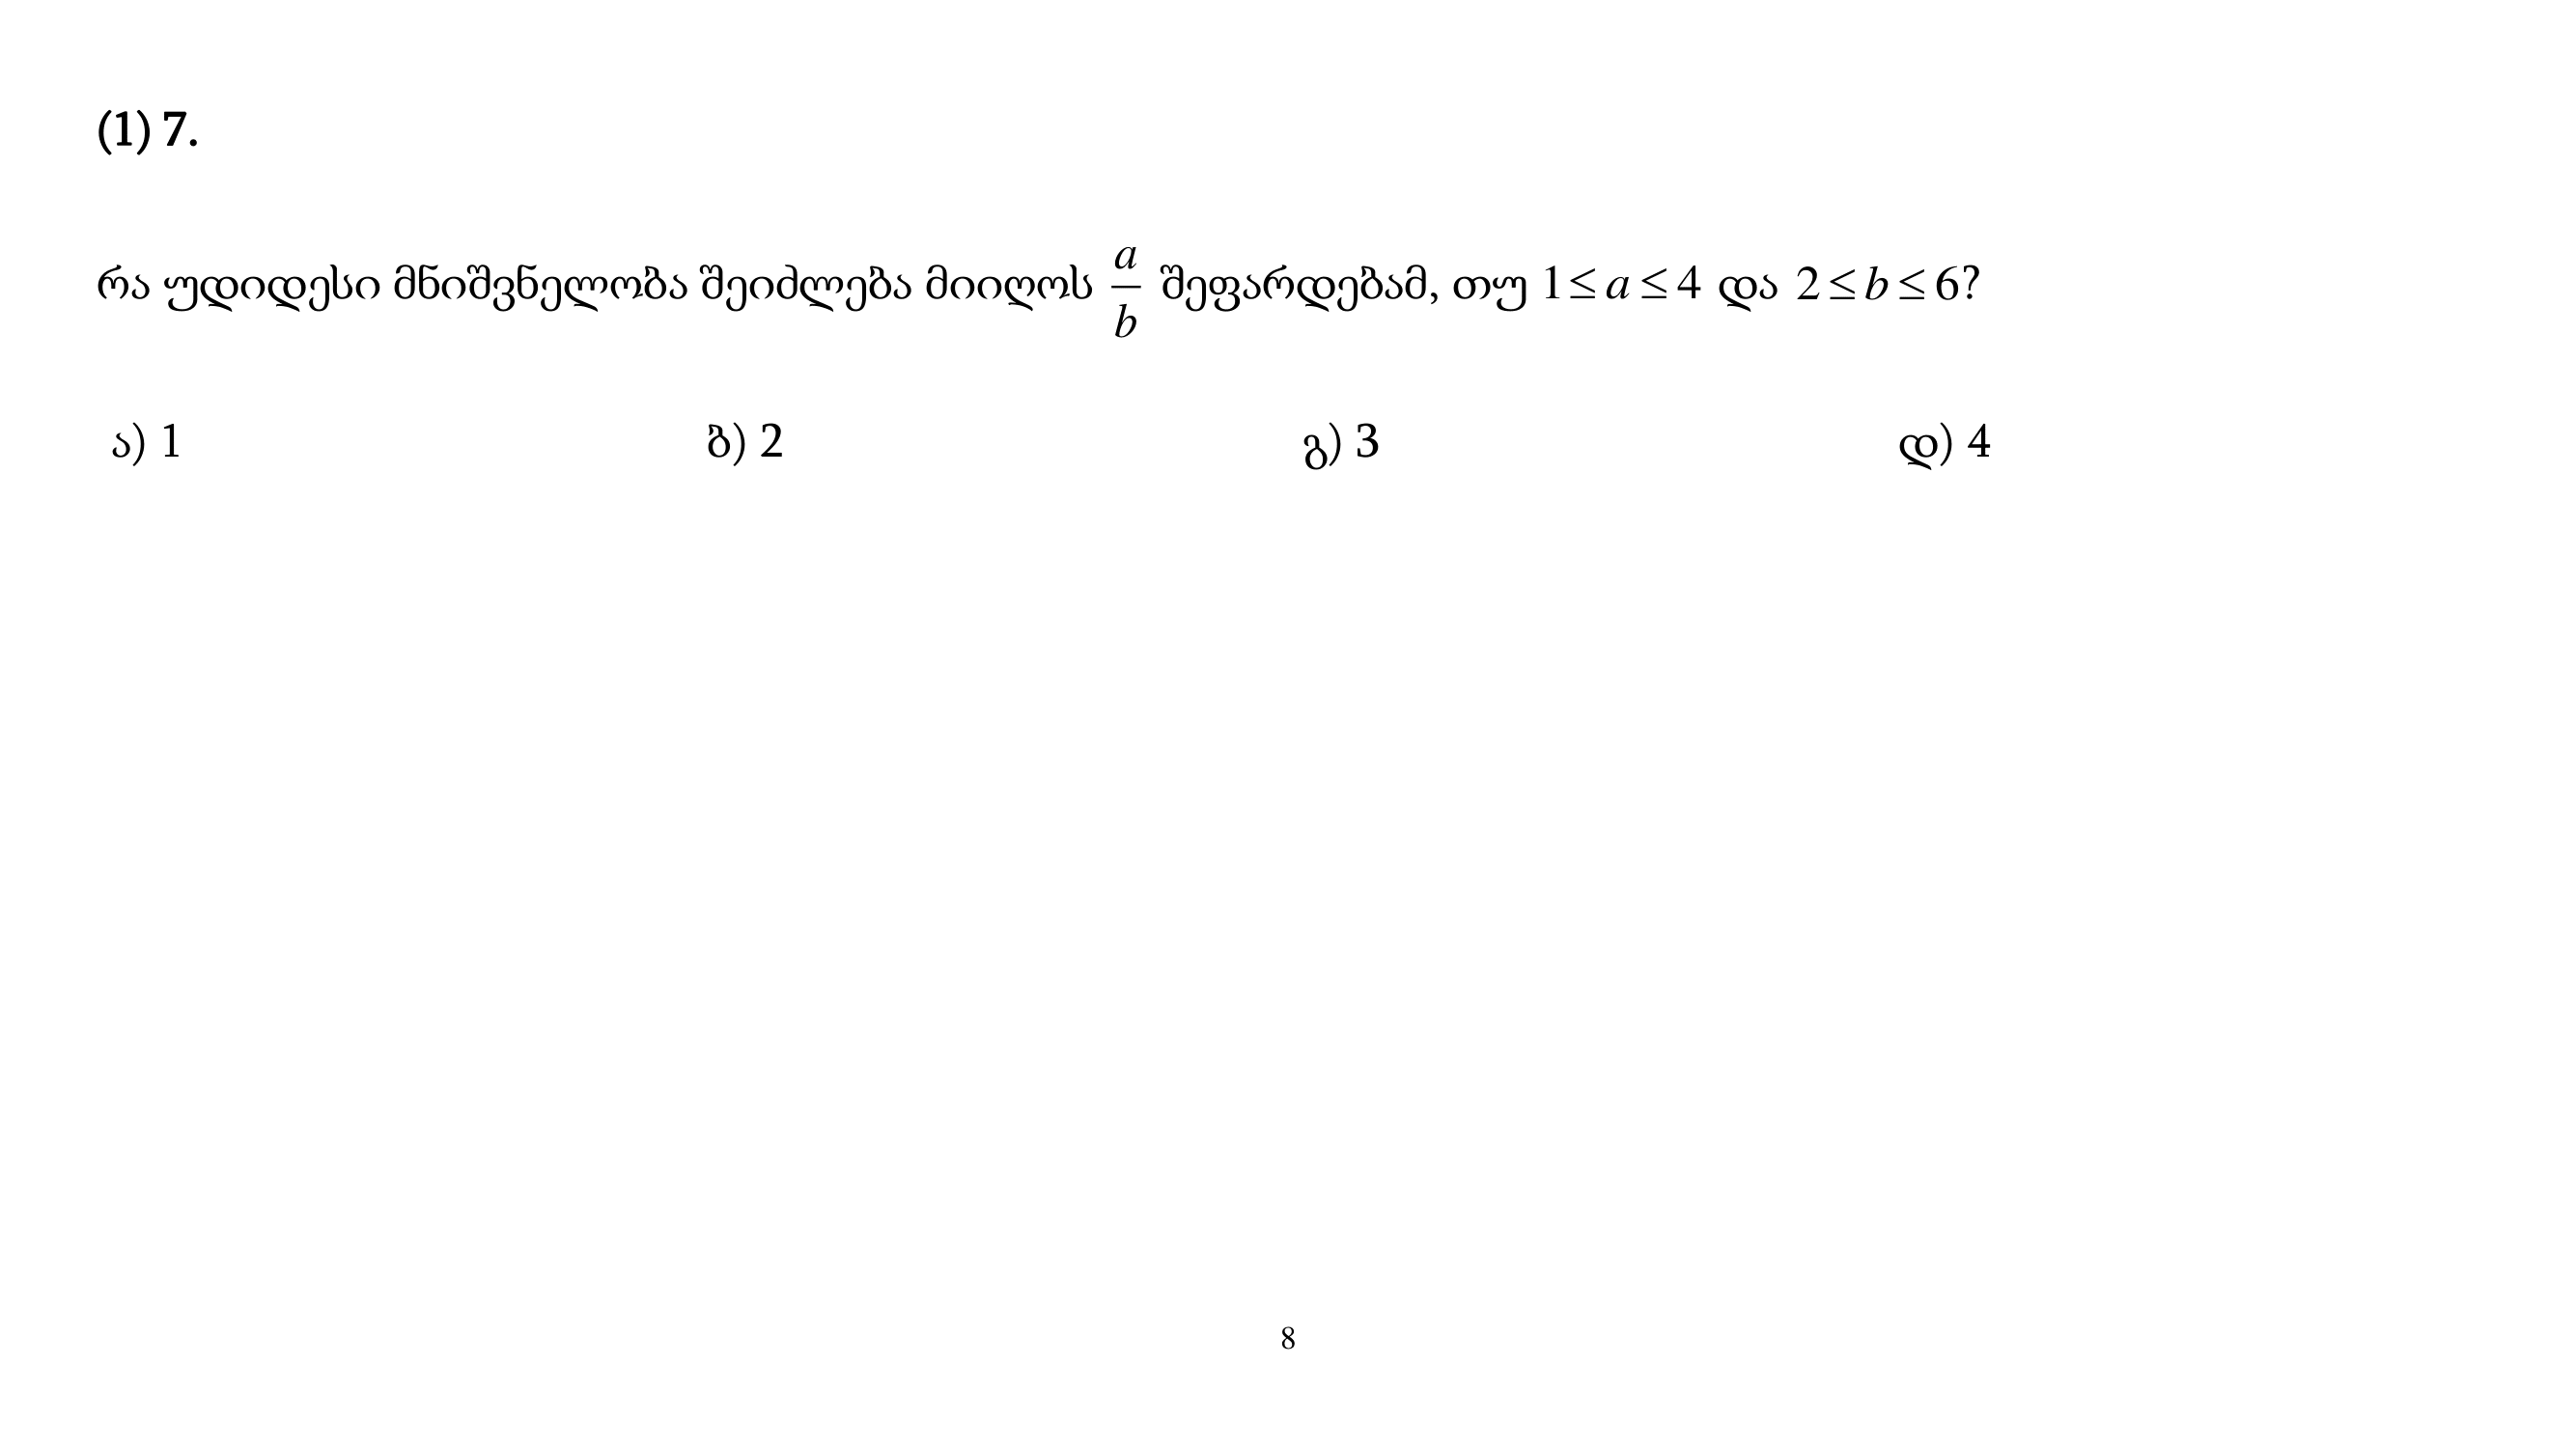 (1) 7.
რა უდიდესი მნიშვნელობა შეიძლება მიიღოს a/b შეფარდებამ, თუ 1≤a≤4 და 2≤b≤6?
ა) 1 ბ) 2 გ) 3 დ) 4
8